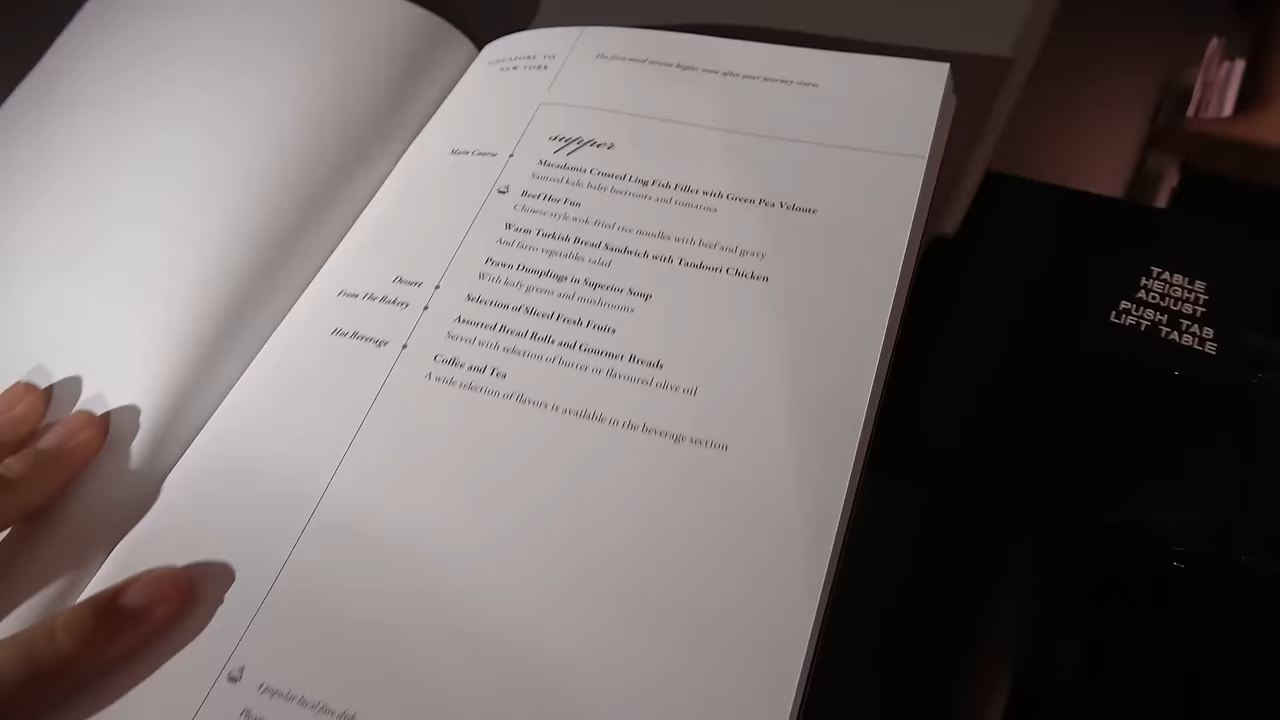 SINGAPORE TO
NEW YORK
The first meal service begins soon after your journey starts.
supper
Main Course
Macadamia Crusted Ling Fish Fillet with Green Pea Veloute
Sauteed kale, baby beetroots and tomatoes
Beef Hor Fun
Chinese style wok-fried rice noodles with beef and gravy
Warm Turkish Bread Sandwich with Tandoori Chicken
And farro vegetables salad
Prawn Dumplings in Superior Soup
With leafy greens and mushrooms
Dessert
Selection of Sliced Fresh Fruits
From The Bakery
Assorted Bread Rolls and Gourmet Breads
Served with selection of butter or flavoured olive oil
Hot Beverage
Coffee and Tea
A wide selection of flavors is available in the beverage section
A popular local fare dish
TABLE
HEIGHT
ADJUST
PUSH TAB
LIFT TABLE